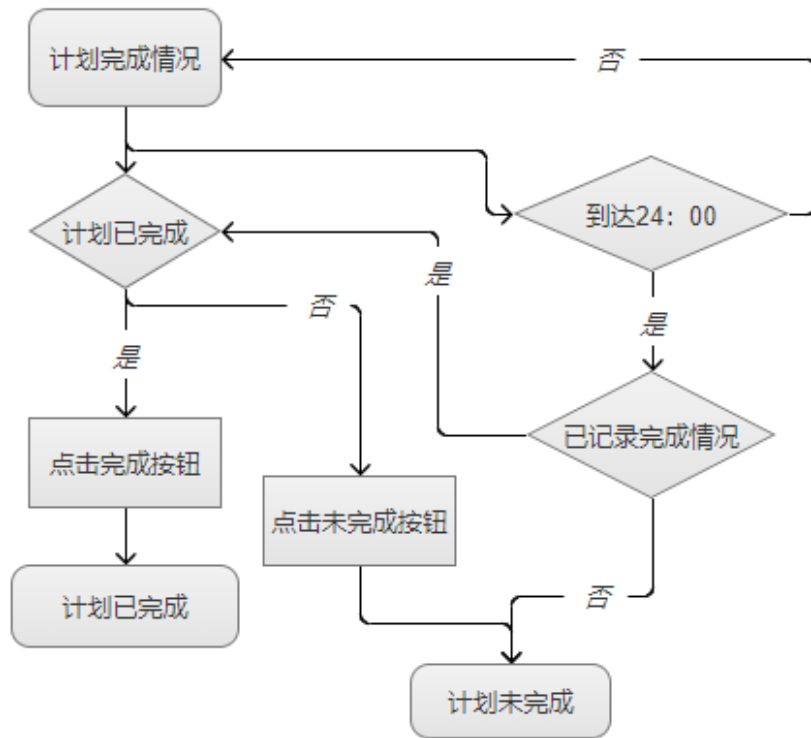 计划完成情况
否
计划已完成
到达24：00
是
否
是
是
点击完成按钮
已记录完成情况
点击未完成按钮
计划已完成
否
计划未完成